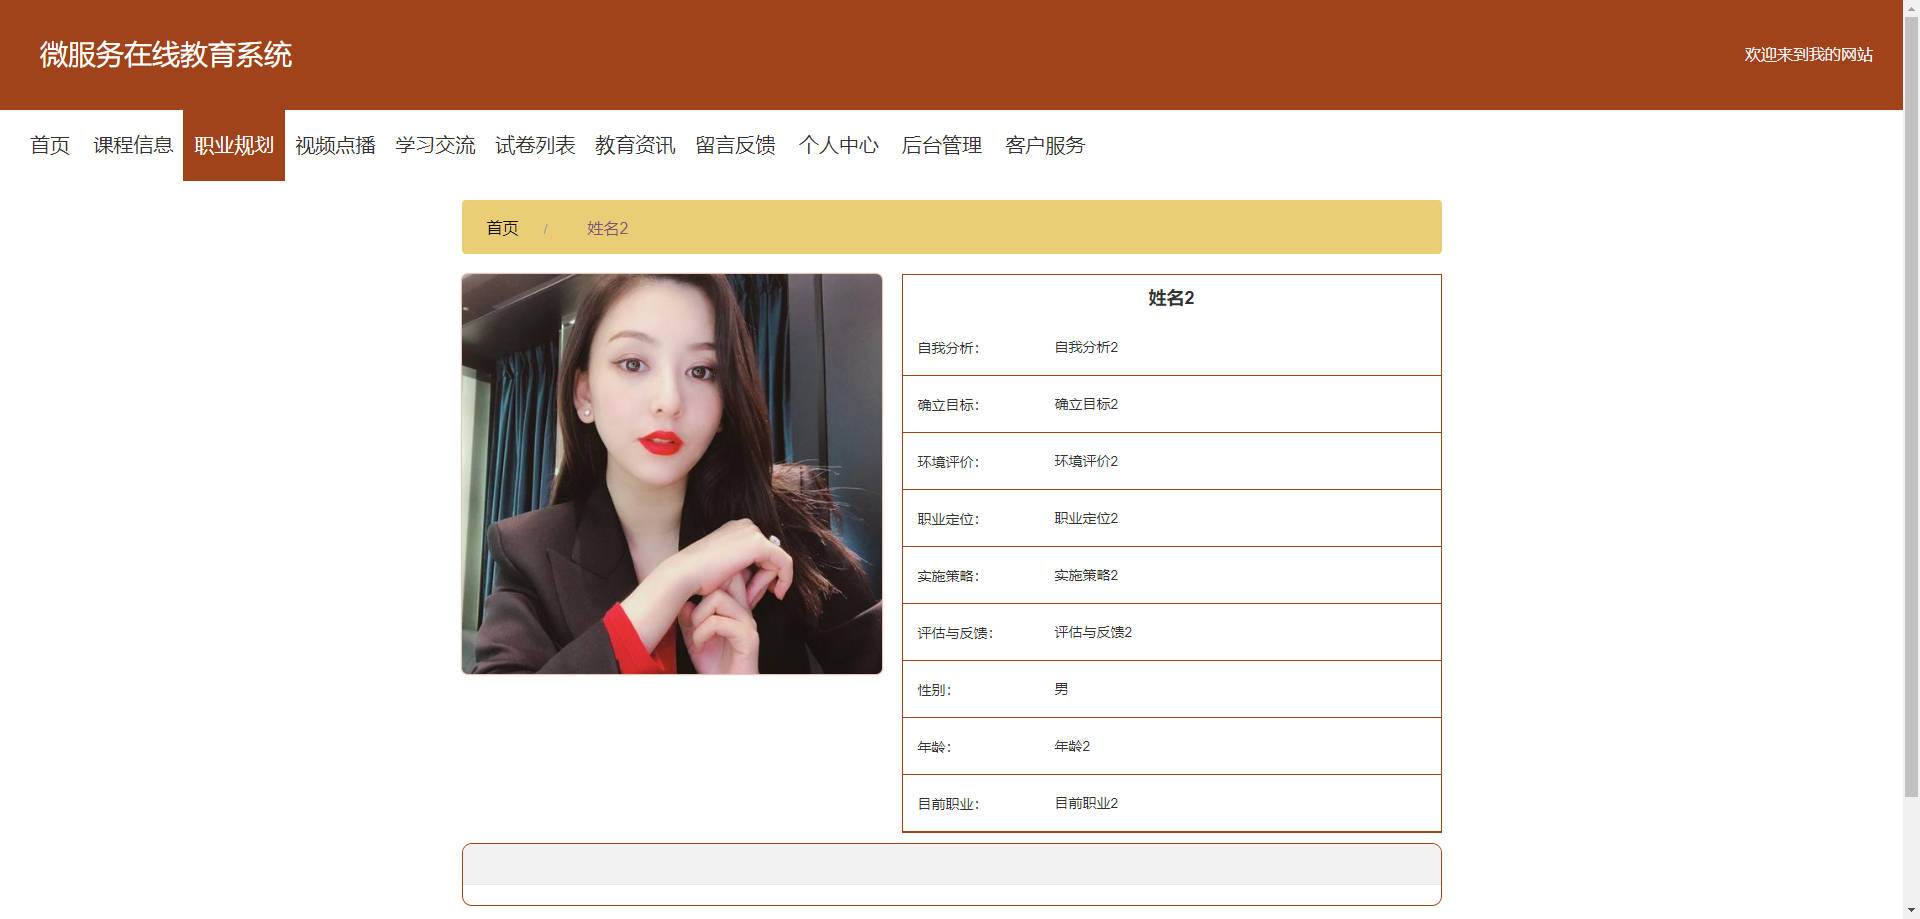 微服务在线教育系统
欢迎来到我的网站
首页 课程信息 职业规划 视频点播 学习交流 试卷列表 教育资讯 留言反馈 个人中心 后台管理 客户服务
首页 / 姓名2
姓名2
自我分析： 自我分析2
确立目标： 确立目标2
环境评价： 环境评价2
职业定位： 职业定位2
实施策略： 实施策略2
评估与反馈： 评估与反馈2
性别： 男
年龄： 年龄2
目前职业： 目前职业2